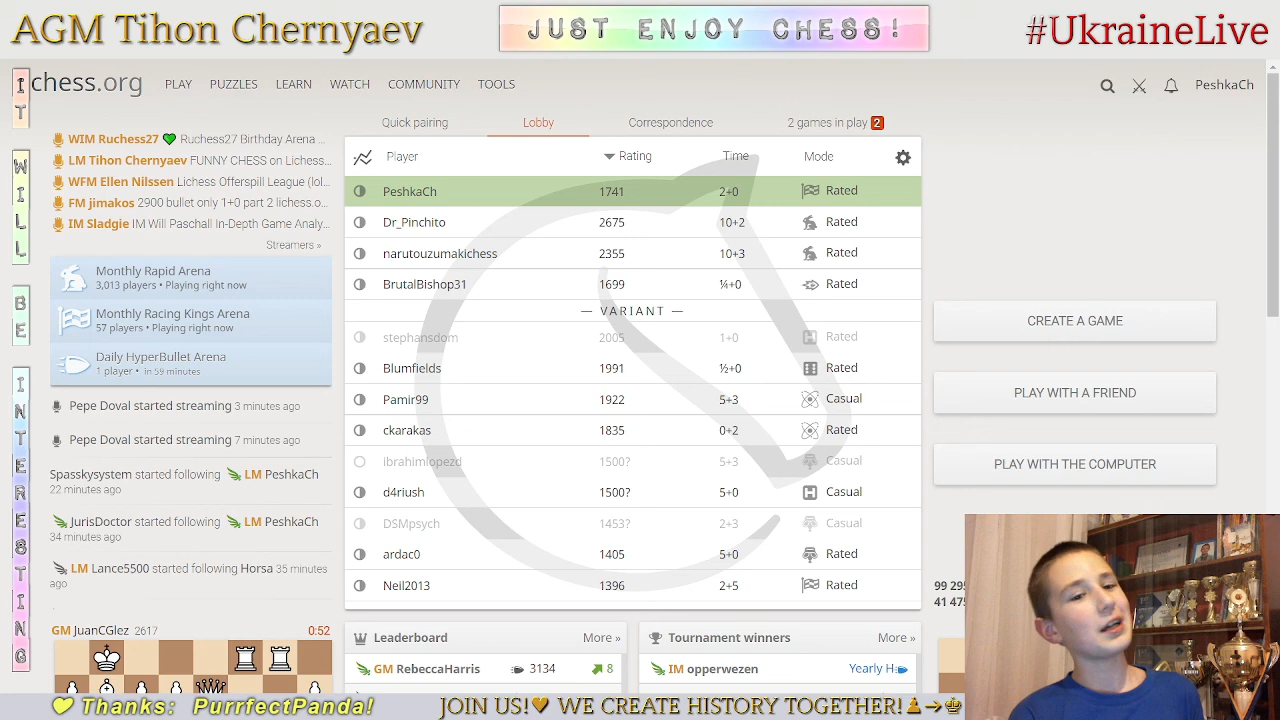 AGM Tihon Chernyaev
JUST ENJOY CHESS!
#UkraineLive
IT WILL BE INTERESTING
chess.org
PLAY PUZZLES LEARN WATCH COMMUNITY TOOLS
PeshkaCh
WIM Ruchess27 💚 Ruchess27 Birthday Arena ...
LM Tihon Chernyaev FUNNY CHESS on Lichess...
WFM Ellen Nilssen Lichess Offerspill League (lol...
FM jimakos 2900 bullet only 1+0 part 2 lichess o...
IM Sladgie IM Will Paschall In-Depth Game Analy...
Streamers »
Monthly Rapid Arena
3,013 players • Playing right now
Monthly Racing Kings Arena
57 players • Playing right now
Daily HyperBullet Arena
1 player • in 59 minutes
Pepe Doval started streaming 3 minutes ago
Pepe Doval started streaming 7 minutes ago
Spasskysystem started following LM PeshkaCh
22 minutes ago
JurisDoctor started following LM PeshkaCh
34 minutes ago
LM Lance5500 started following Horsa 35 minutes
ago
GM JuanCGlez 2617 0:52
Quick pairing Lobby Correspondence 2 games in play 2
Player Rating Time Mode
PeshkaCh 1741 2+0 Rated
Dr_Pinchito 2675 10+2 Rated
narutouzumakichess 2355 10+3 Rated
BrutalBIshop31 1699 ¼+0 Rated
— VARIANT —
stephansdom 2005 1+0 Rated
Blumfields 1991 ½+0 Rated
Pamir99 1922 5+3 Casual
ckarakas 1835 0+2 Rated
ibrahimlopezd 1500? 5+3 Casual
d4riush 1500? 5+0 Casual
DSMpsych 1453? 2+3 Casual
ardac0 1405 5+0 Rated
Neil2013 1396 2+5 Rated
Leaderboard More »
GM RebeccaHarris 3134 8
Tournament winners More »
IM opperwezen Yearly H
CREATE A GAME
PLAY WITH A FRIEND
PLAY WITH THE COMPUTER
99 295
41 475
Thanks: PurrfectPanda!
JOIN US!♥ WE CREATE HISTORY TOGETHER!♟→♚